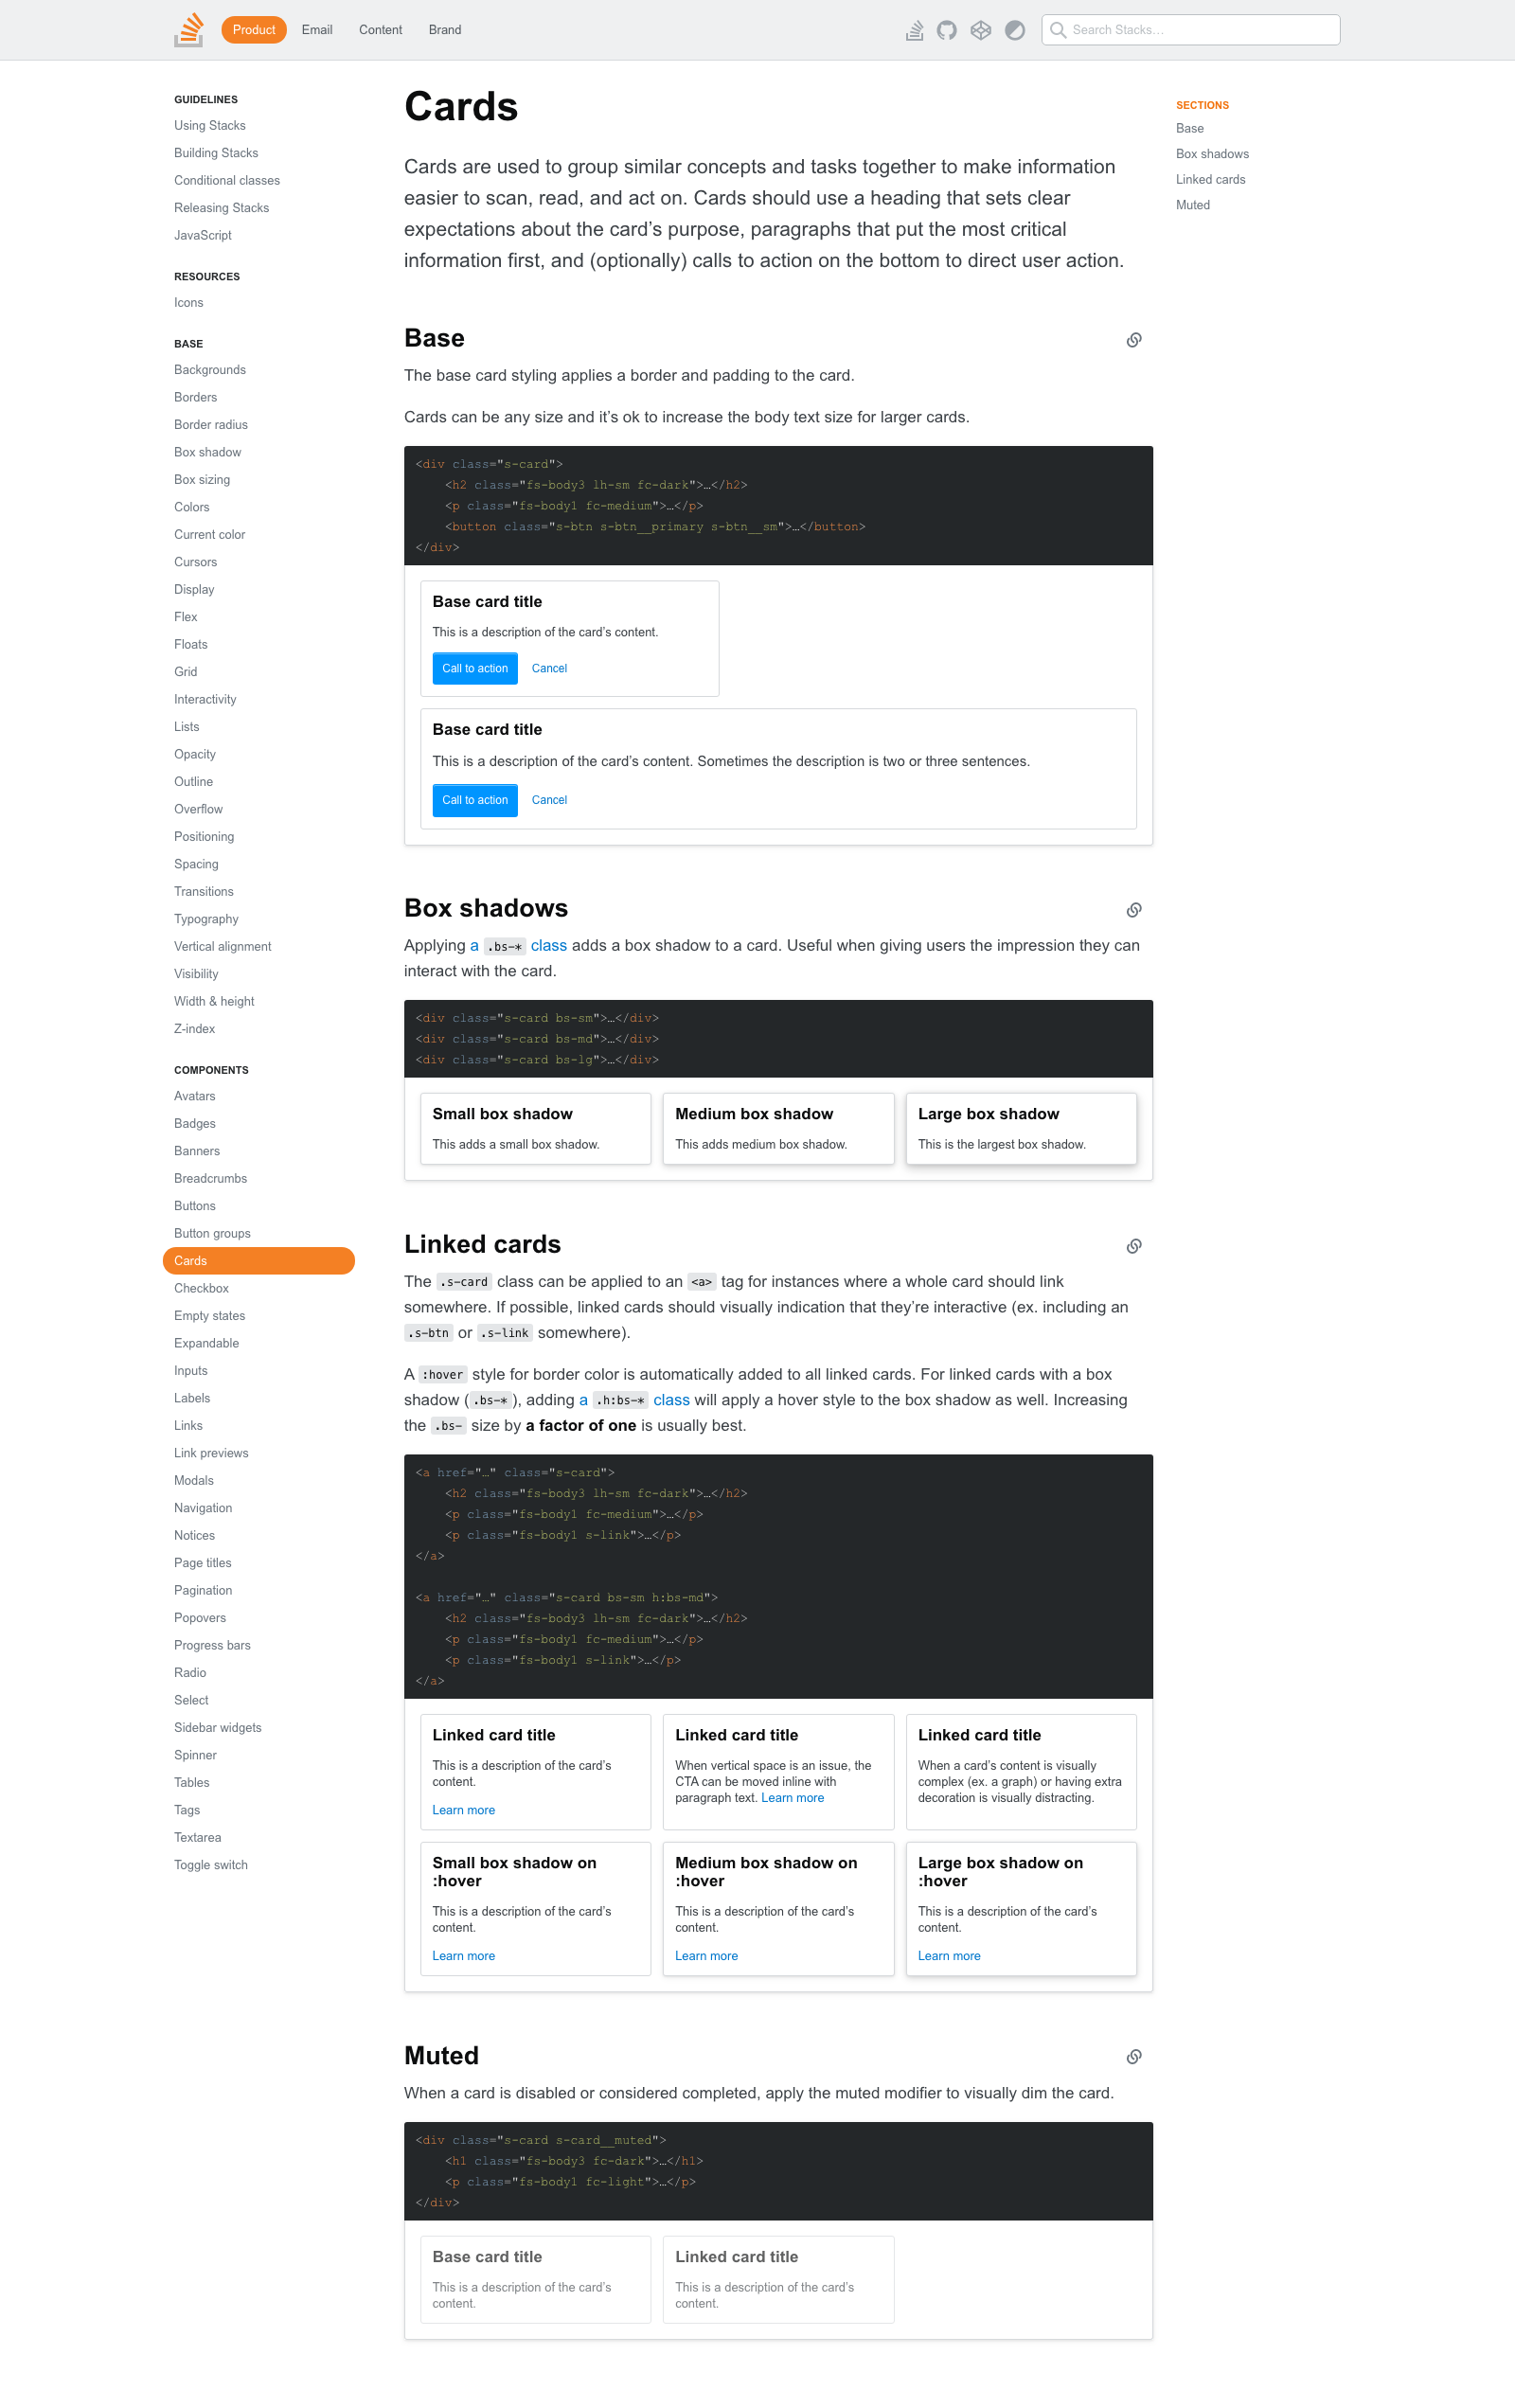 Product Email Content Brand
Search Stacks…
GUIDELINES
Using Stacks
Building Stacks
Conditional classes
Releasing Stacks
JavaScript
RESOURCES
Icons
BASE
Backgrounds
Borders
Border radius
Box shadow
Box sizing
Colors
Current color
Cursors
Display
Flex
Floats
Grid
Interactivity
Lists
Opacity
Outline
Overflow
Positioning
Spacing
Transitions
Typography
Vertical alignment
Visibility
Width & height
Z-index
COMPONENTS
Avatars
Badges
Banners
Breadcrumbs
Buttons
Button groups
Cards
Checkbox
Empty states
Expandable
Inputs
Labels
Links
Link previews
Modals
Navigation
Notices
Page titles
Pagination
Popovers
Progress bars
Radio
Select
Sidebar widgets
Spinner
Tables
Tags
Textarea
Toggle switch
Cards
Cards are used to group similar concepts and tasks together to make information
easier to scan, read, and act on. Cards should use a heading that sets clear
expectations about the card’s purpose, paragraphs that put the most critical
information first, and (optionally) calls to action on the bottom to direct user action.
Base
The base card styling applies a border and padding to the card.
Cards can be any size and it’s ok to increase the body text size for larger cards.
<div class="s-card">
    <h2 class="fs-body3 lh-sm fc-dark">…</h2>
    <p class="fs-body1 fc-medium">…</p>
    <button class="s-btn s-btn__primary s-btn__sm">…</button>
</div>
Base card title
This is a description of the card’s content.
Call to action Cancel
Base card title
This is a description of the card’s content. Sometimes the description is two or three sentences.
Call to action Cancel
Box shadows
Applying a .bs-* class adds a box shadow to a card. Useful when giving users the impression they can
interact with the card.
<div class="s-card bs-sm">…</div>
<div class="s-card bs-md">…</div>
<div class="s-card bs-lg">…</div>
Small box shadow
This adds a small box shadow.
Medium box shadow
This adds medium box shadow.
Large box shadow
This is the largest box shadow.
Linked cards
The .s-card class can be applied to an <a> tag for instances where a whole card should link
somewhere. If possible, linked cards should visually indication that they’re interactive (ex. including an
.s-btn or .s-link somewhere).
A :hover style for border color is automatically added to all linked cards. For linked cards with a box
shadow (.bs-*), adding a .h:bs-* class will apply a hover style to the box shadow as well. Increasing
the .bs- size by a factor of one is usually best.
<a href="…" class="s-card">
    <h2 class="fs-body3 lh-sm fc-dark">…</h2>
    <p class="fs-body1 fc-medium">…</p>
    <p class="fs-body1 s-link">…</p>
</a>
<a href="…" class="s-card bs-sm h:bs-md">
    <h2 class="fs-body3 lh-sm fc-dark">…</h2>
    <p class="fs-body1 fc-medium">…</p>
    <p class="fs-body1 s-link">…</p>
</a>
Linked card title
This is a description of the card’s
content.
Learn more
Linked card title
When vertical space is an issue, the
CTA can be moved inline with
paragraph text. Learn more
Linked card title
When a card’s content is visually
complex (ex. a graph) or having extra
decoration is visually distracting.
Small box shadow on
:hover
This is a description of the card’s
content.
Learn more
Medium box shadow on
:hover
This is a description of the card’s
content.
Learn more
Large box shadow on
:hover
This is a description of the card’s
content.
Learn more
Muted
When a card is disabled or considered completed, apply the muted modifier to visually dim the card.
<div class="s-card s-card__muted">
    <h1 class="fs-body3 fc-dark">…</h1>
    <p class="fs-body1 fc-light">…</p>
</div>
Base card title
This is a description of the card’s
content.
Linked card title
This is a description of the card’s
content.
SECTIONS
Base
Box shadows
Linked cards
Muted